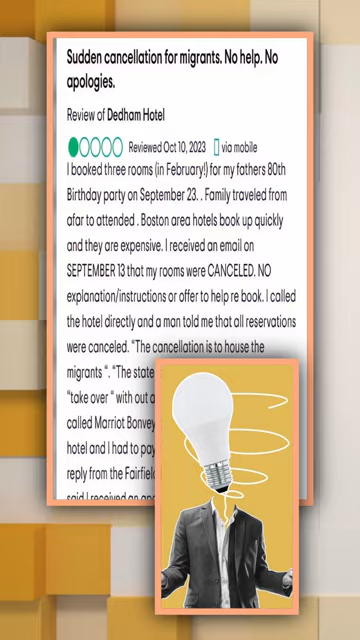 Sudden cancellation for migrants. No help. No
apologies.
Review of Dedham Hotel
Reviewed Oct 10, 2023 via mobile
I booked three rooms (in February!) for my fathers 80th
Birthday party on September 23. . Family traveled from
afar to attended . Boston area hotels book up quickly
and they are expensive. I received an email on
SEPTEMBER 13 that my rooms were CANCELED. NO
explanation/instructions or offer to help re book. I called
the hotel directly and a man told me that all reservations
were canceled. “The cancellation is to house the
migrants “. “The state
“take over “ with out a
called Marriot Bonvey
hotel and I had to pay
reply from the Fairfield
said I received an